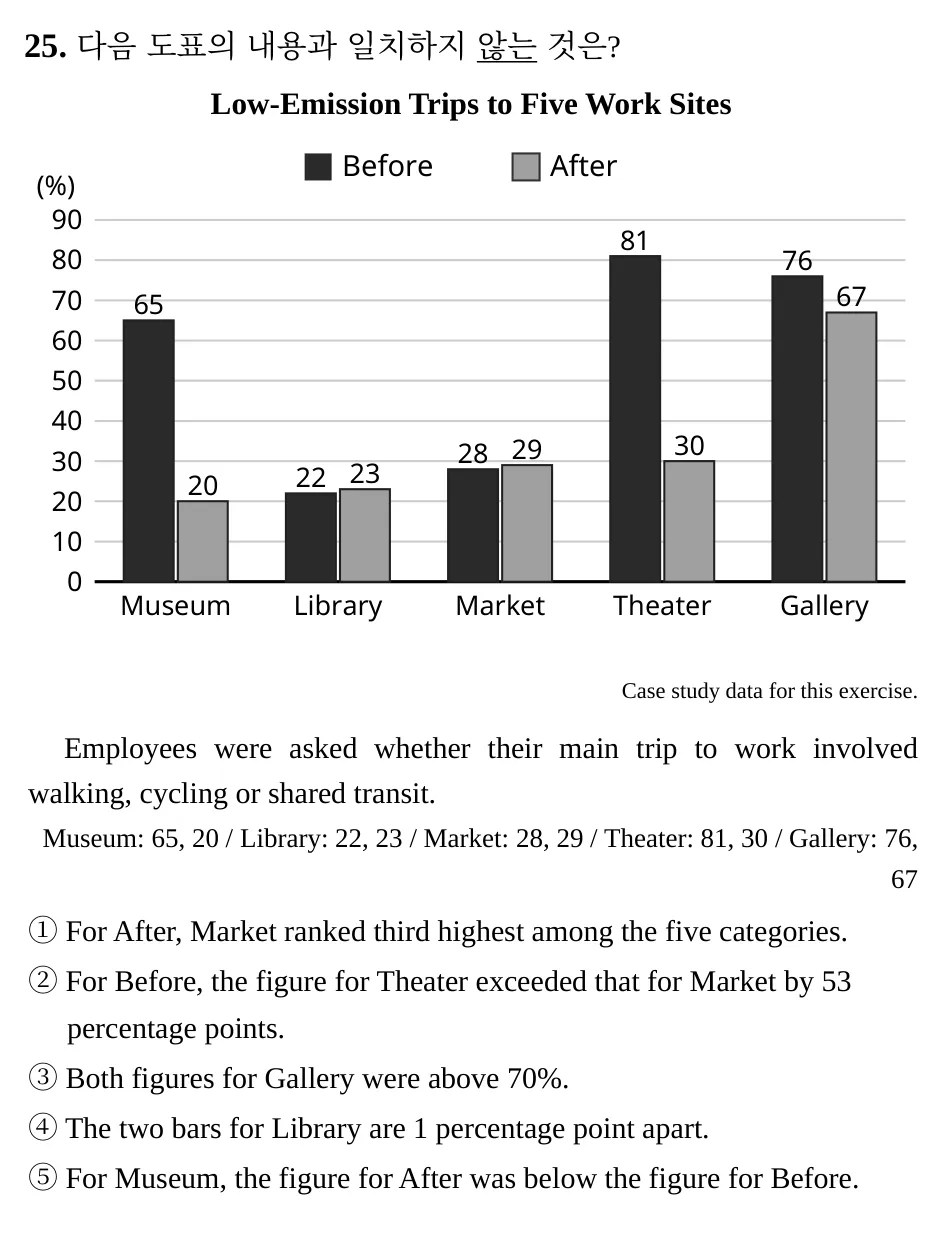 25. 다음 도표의 내용과 일치하지 않는 것은?
Low-Emission Trips to Five Work Sites
Before After
(%)
90
80
70
60
50
40
30
20
10
0
65 20 22 23 28 29 81 30 76 67
Museum Library Market Theater Gallery
Case study data for this exercise.
Employees were asked whether their main trip to work involved
walking, cycling or shared transit.
Museum: 65, 20 / Library: 22, 23 / Market: 28, 29 / Theater: 81, 30 / Gallery: 76,
67
① For After, Market ranked third highest among the five categories.
② For Before, the figure for Theater exceeded that for Market by 53
percentage points.
③ Both figures for Gallery were above 70%.
④ The two bars for Library are 1 percentage point apart.
⑤ For Museum, the figure for After was below the figure for Before.